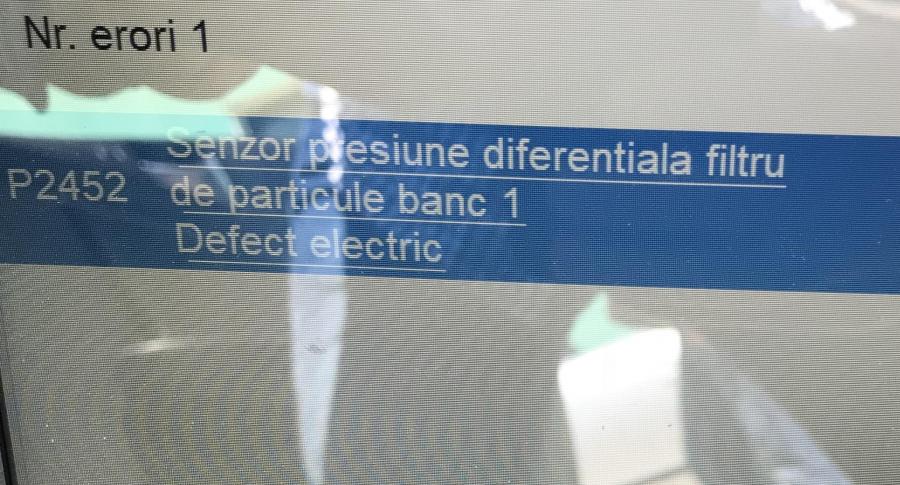 Nr. erori 1
Senzor presiune diferentiala filtru
P2452 de particule banc 1
Defect electric